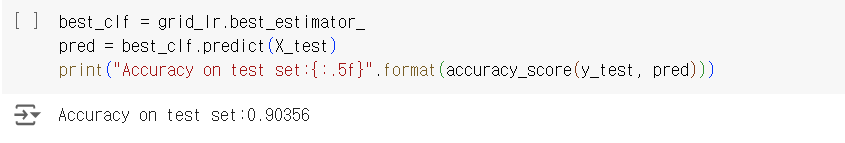 [ ] best_clf = grid_lr.best_estimator_
pred = best_clf.predict(X_test)
print("Accuracy on test set:{:.5f}".format(accuracy_score(y_test, pred)))
Accuracy on test set:0.90356